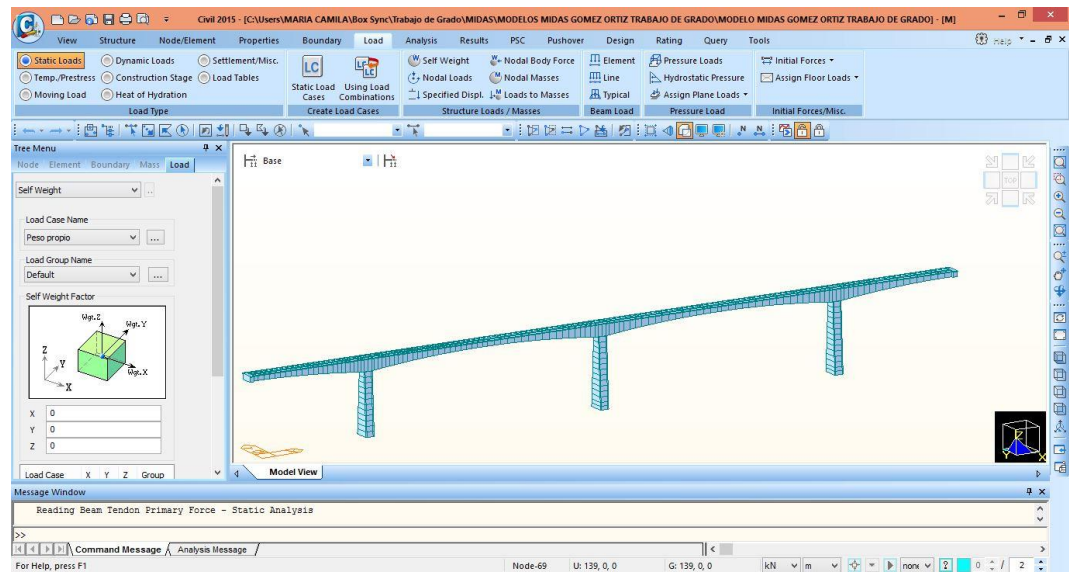 Civil 2015 - [C:\Users\MARIA CAMILA\Box Sync\Trabajo de Grado\MIDAS\MODELOS MIDAS GOMEZ ORTIZ TRABAJO DE GRADO\MODELO MIDAS GOMEZ ORTIZ TRABAJO DE GRADO] - [M]
View Structure Node/Element Properties Boundary Load Analysis Results PSC Pushover Design Rating Query Tools Help
Static Loads Dynamic Loads Settlement/Misc. Self Weight Nodal Body Force Element Pressure Loads Initial Forces
Temp./Prestress Construction Stage Load Tables LC Nodal Loads Nodal Masses Line Hydrostatic Pressure Assign Floor Loads
Moving Load Heat of Hydration Static Load Cases Using Load Combinations Specified Displ. Loads to Masses Typical Assign Plane Loads
Load Type Create Load Cases Structure Loads / Masses Beam Load Pressure Load Initial Forces/Misc.
Tree Menu
Node Element Boundary Mass Load
Base
TOP
Self Weight
Load Case Name
Peso propio
Load Group Name
Default
Self Weight Factor
Wgt.Z
Wgt.Y
Z
Y
Wgt.X
X
X 0
Y 0
Z 0
Load Case X Y Z Group
Model View
Message Window
Reading Beam Tendon Primary Force - Static Analysis
>>
Command Message Analysis Message
For Help, press F1 Node-69 U: 139, 0, 0 G: 139, 0, 0 kN m none ? 0 / 2